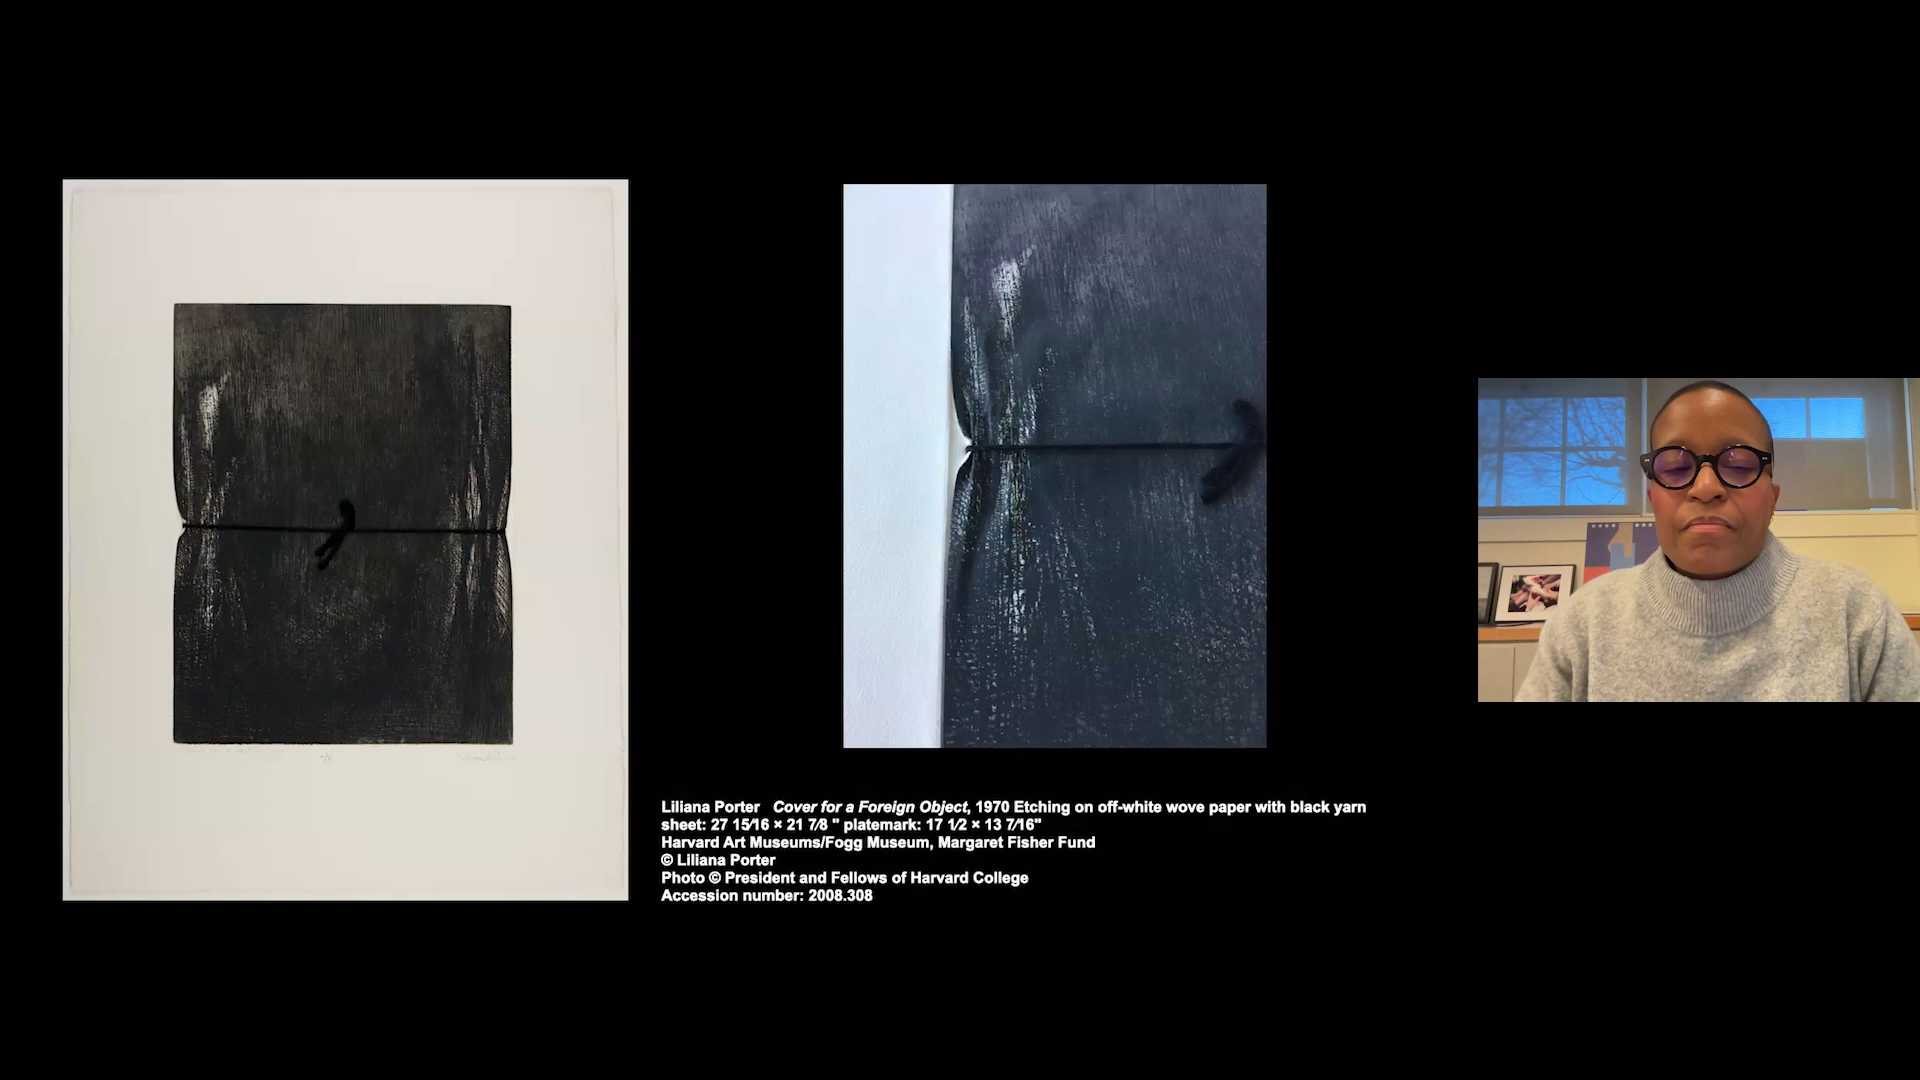 Liliana Porter Cover for a Foreign Object, 1970 Etching on off-white wove paper with black yarn
sheet: 27 15⁄16 × 21 7⁄8 " platemark: 17 1⁄2 × 13 7⁄16"
Harvard Art Museums/Fogg Museum, Margaret Fisher Fund
© Liliana Porter
Photo © President and Fellows of Harvard College
Accession number: 2008.308